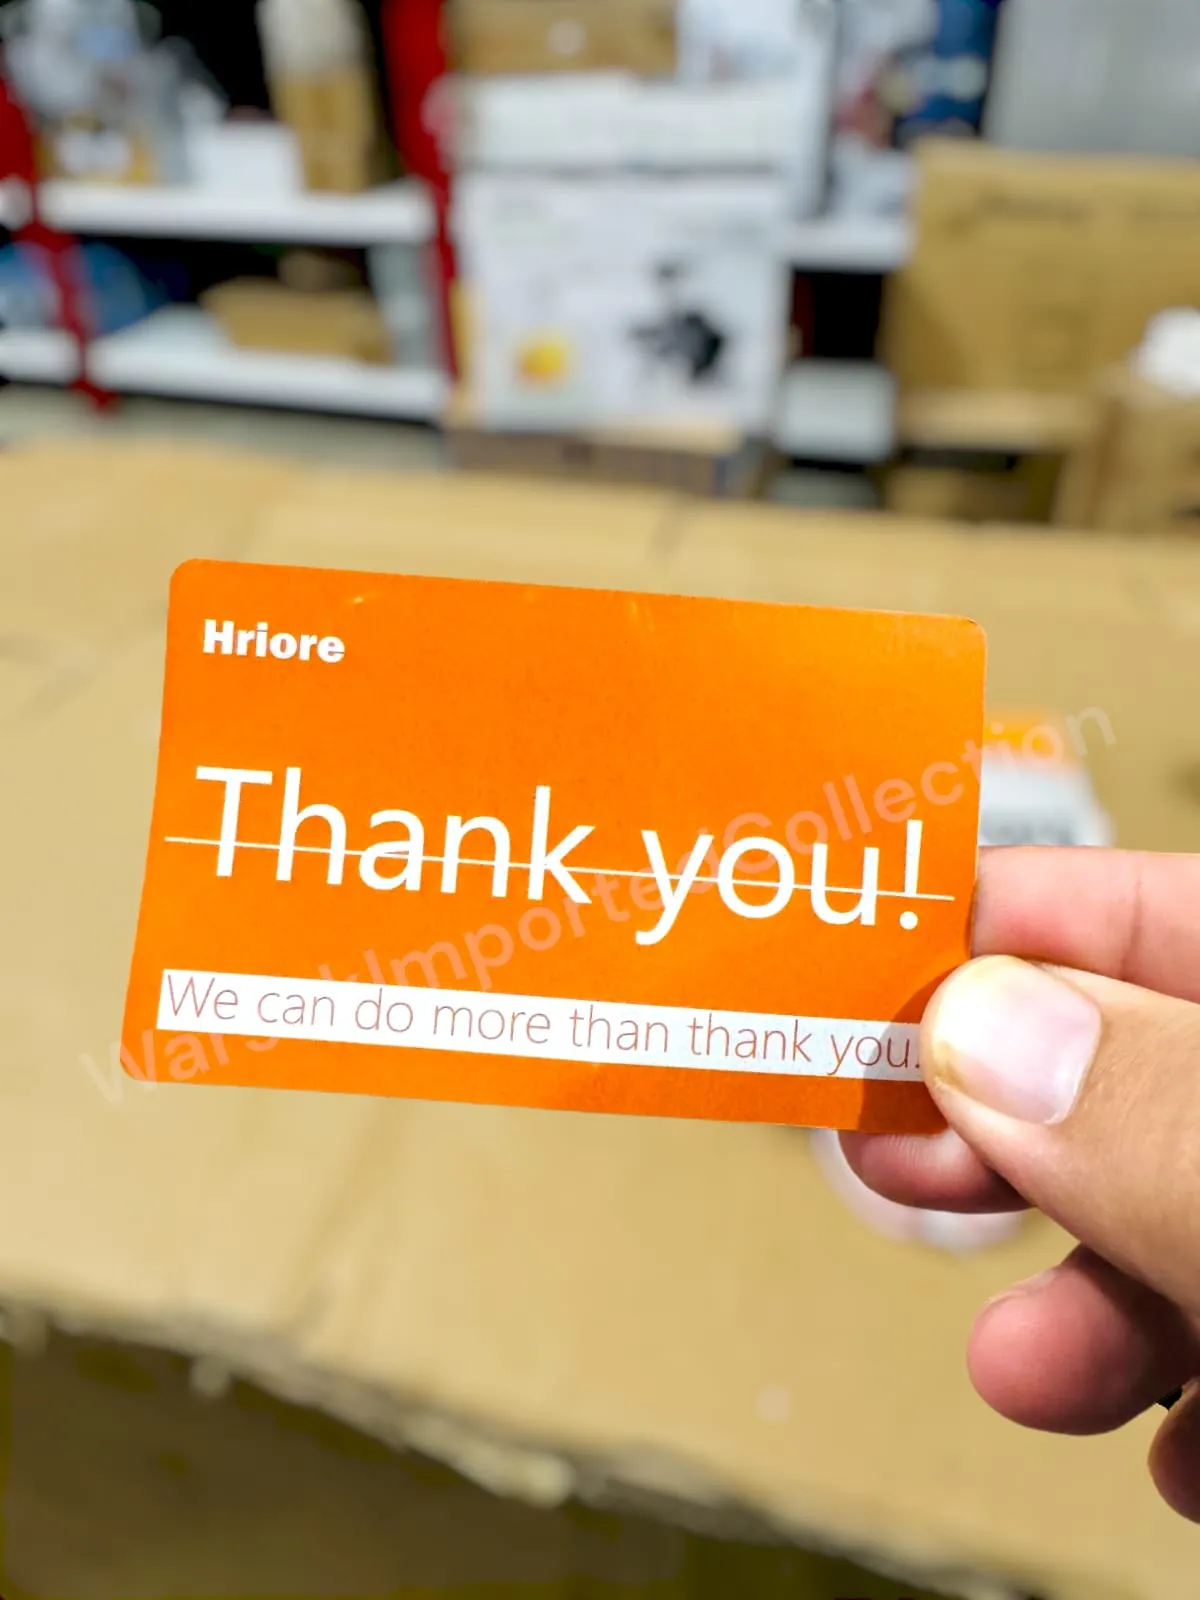 Hriore
Thank you!
We can do more than thank you.